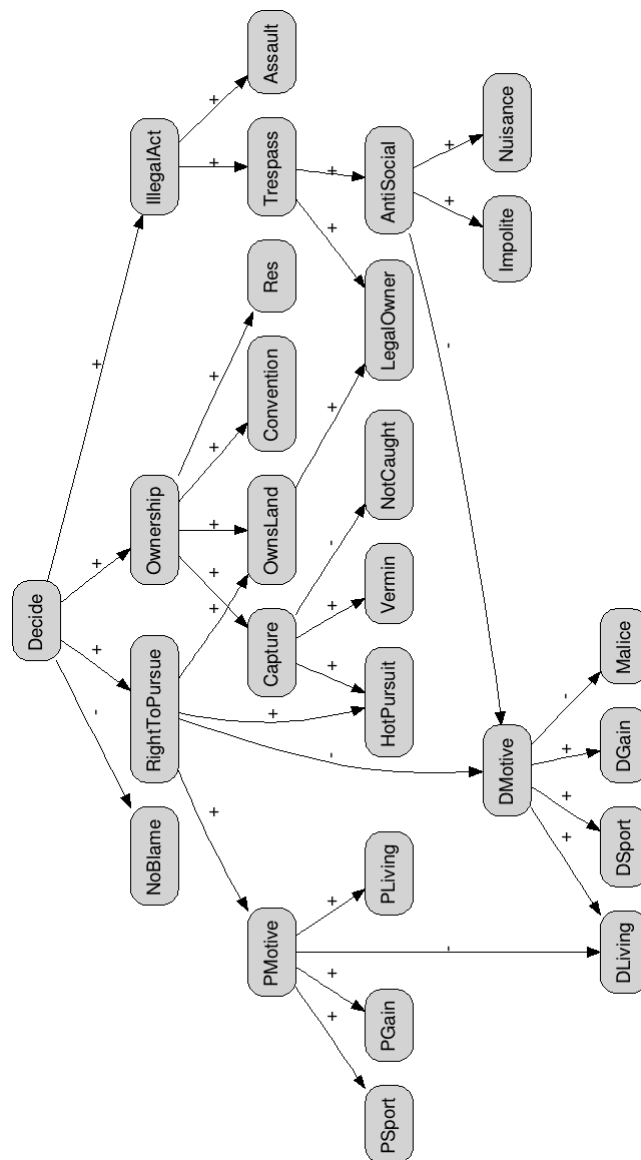 Decide
NoBlame
RightToPursue
Ownership
IllegalAct
PMotive
Capture
OwnsLand
Convention
Res
Trespass
Assault
PSport
PGain
PLiving
HotPursuit
Vermin
NotCaught
LegalOwner
AntiSocial
DMotive
Impolite
Nuisance
DLiving
DSport
DGain
Malice
-
+
+
+
+
+
-
+
+
+
+
+
+
+
+
+
+
+
-
+
+
-
+
+
+
-
+
+
-
+
+
+
-